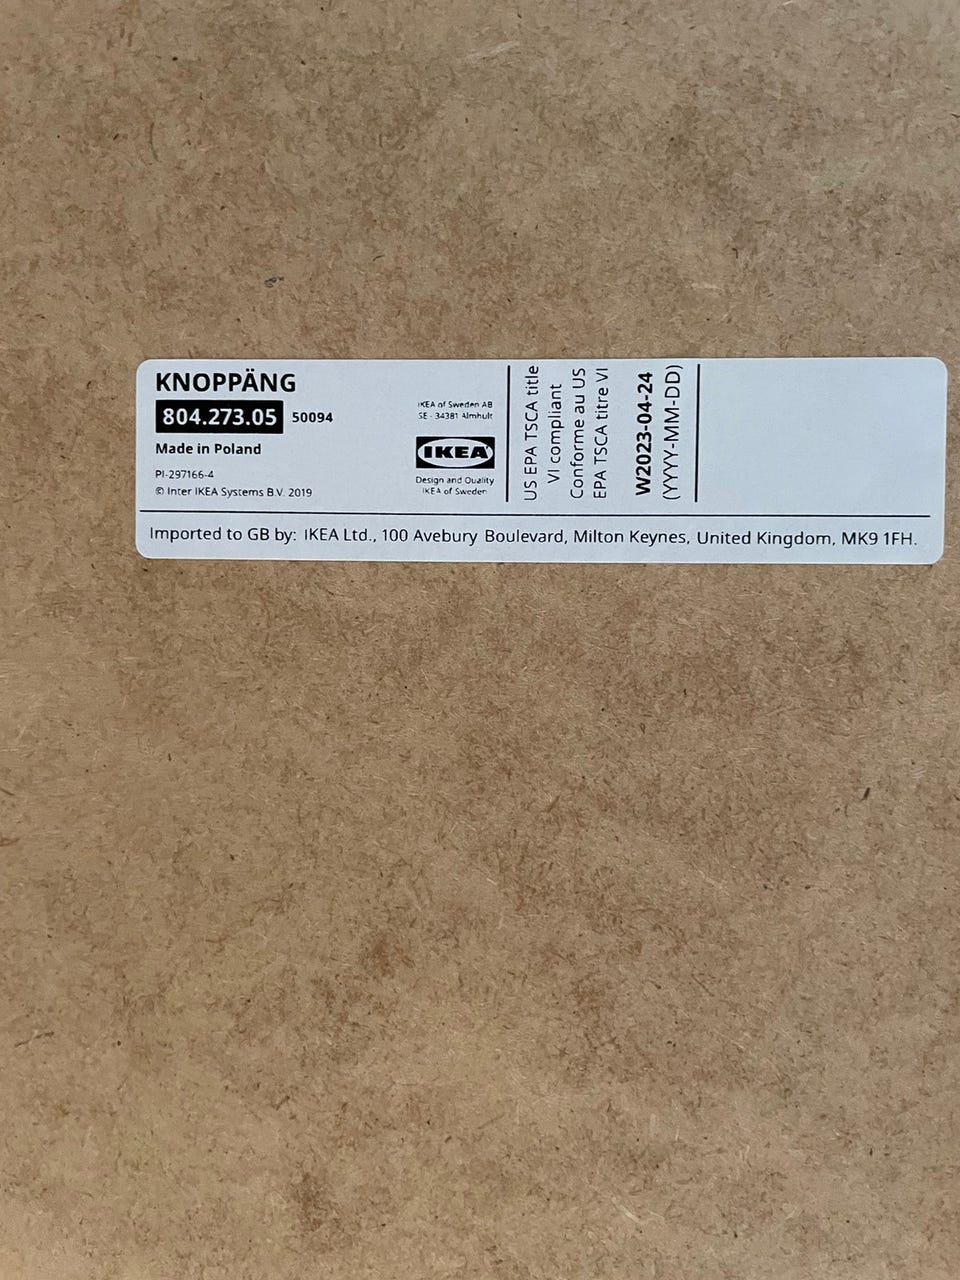 KNOPPÄNG
804.273.05 50094
Made in Poland
PI-297166-4
© Inter IKEA Systems B.V. 2019
IKEA of Sweden AB
SE - 34381 Älmhult
IKEA
Design and Quality
IKEA of Sweden
US EPA TSCA title
VI compliant
Conforme au US
EPA TSCA titre VI
W2023-04-24
(YYYY-MM-DD)
Imported to GB by: IKEA Ltd., 100 Avebury Boulevard, Milton Keynes, United Kingdom, MK9 1FH.